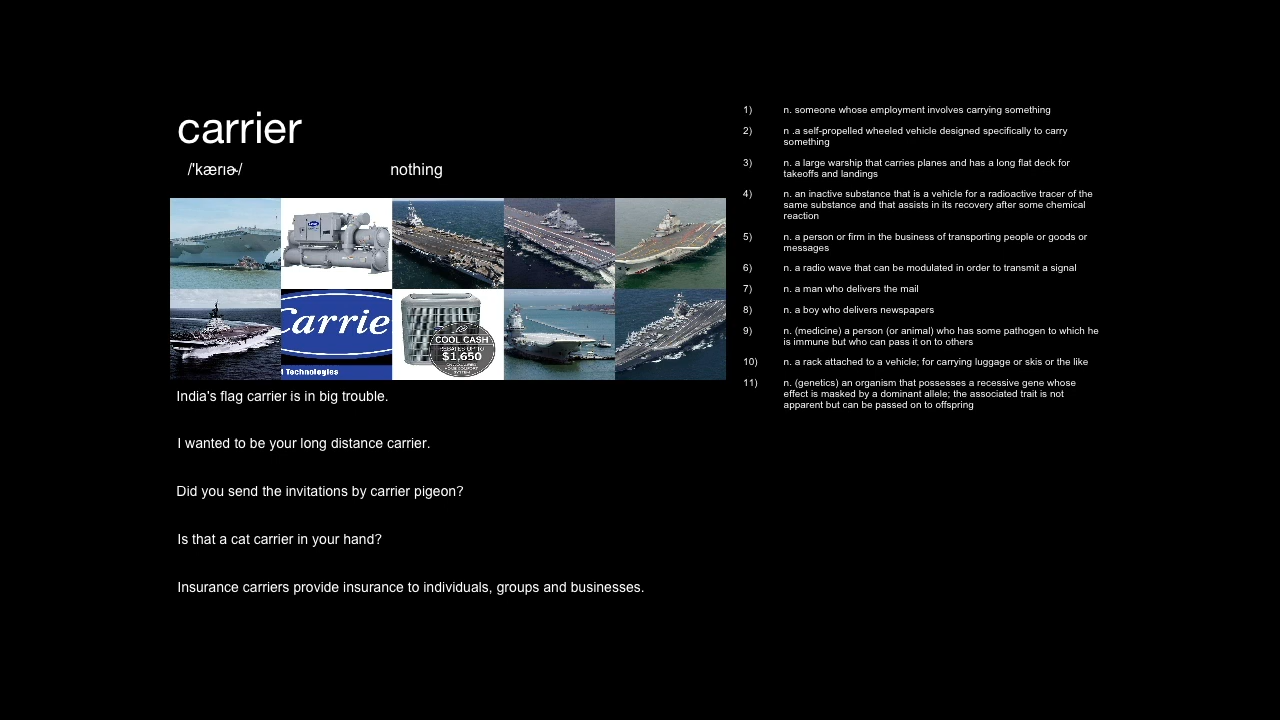 carrier
/'kærɪɚ/
nothing
Carrie
d Technologies
COOL CASH
REBATES UP TO
$1,650
India's flag carrier is in big trouble.
I wanted to be your long distance carrier.
Did you send the invitations by carrier pigeon?
Is that a cat carrier in your hand?
Insurance carriers provide insurance to individuals, groups and businesses.
1) n. someone whose employment involves carrying something
2) n .a self-propelled wheeled vehicle designed specifically to carry
something
3) n. a large warship that carries planes and has a long flat deck for
takeoffs and landings
4) n. an inactive substance that is a vehicle for a radioactive tracer of the
same substance and that assists in its recovery after some chemical
reaction
5) n. a person or firm in the business of transporting people or goods or
messages
6) n. a radio wave that can be modulated in order to transmit a signal
7) n. a man who delivers the mail
8) n. a boy who delivers newspapers
9) n. (medicine) a person (or animal) who has some pathogen to which he
is immune but who can pass it on to others
10) n. a rack attached to a vehicle; for carrying luggage or skis or the like
11) n. (genetics) an organism that possesses a recessive gene whose
effect is masked by a dominant allele; the associated trait is not
apparent but can be passed on to offspring